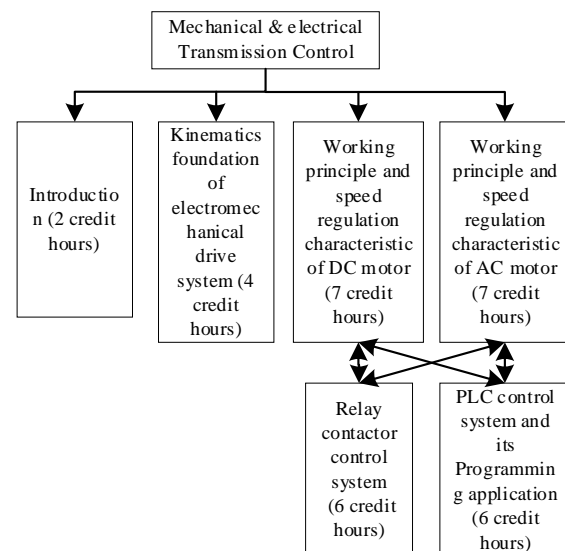 Mechanical & electrical
Transmission Control
Introductio
n (2 credit
hours)
Kinematics
foundation
of
electromec
hanical
drive
system (4
credit
hours)
Working
principle and
speed
regulation
characteristic
of DC motor
(7 credit
hours)
Working
principle and
speed
regulation
characteristic
of AC motor
(7 credit
hours)
Relay
contactor
control
system
(6 credit
hours)
PLC control
system and
its
Programmin
g application
(6 credit
hours)